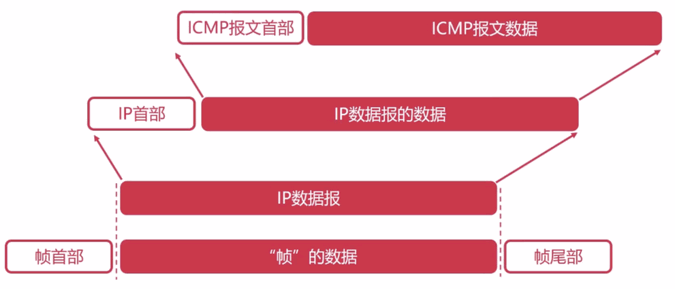 ICMP报文首部
ICMP报文数据
IP首部
IP数据报的数据
IP数据报
帧首部
“帧”的数据
帧尾部